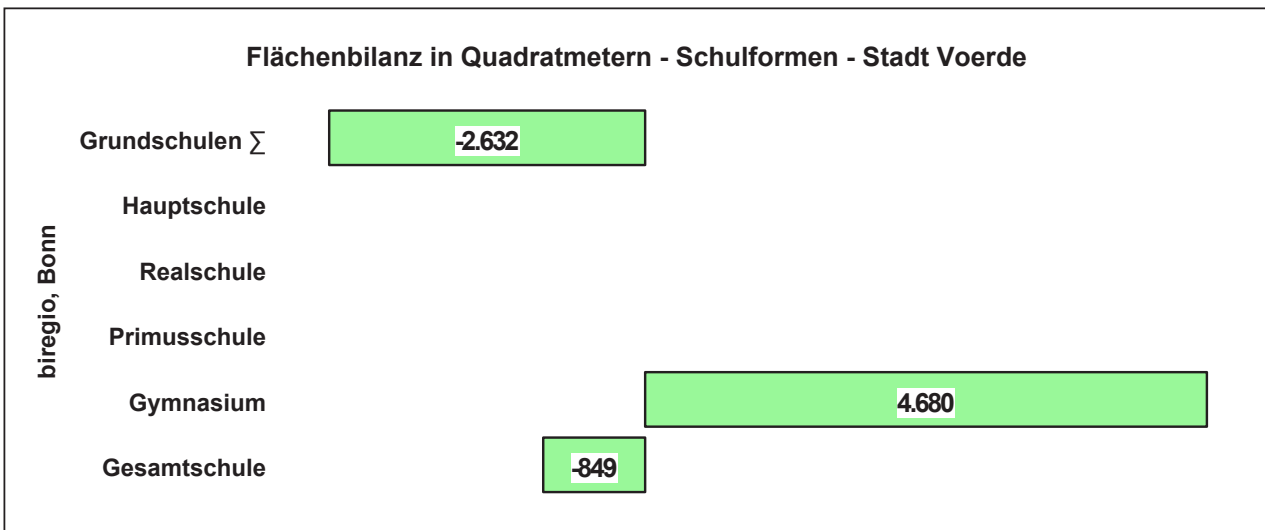 Flächenbilanz in Quadratmetern - Schulformen - Stadt Voerde
biregio, Bonn
Grundschulen ∑
-2.632
Hauptschule
Realschule
Primusschule
Gymnasium
4.680
Gesamtschule
-849